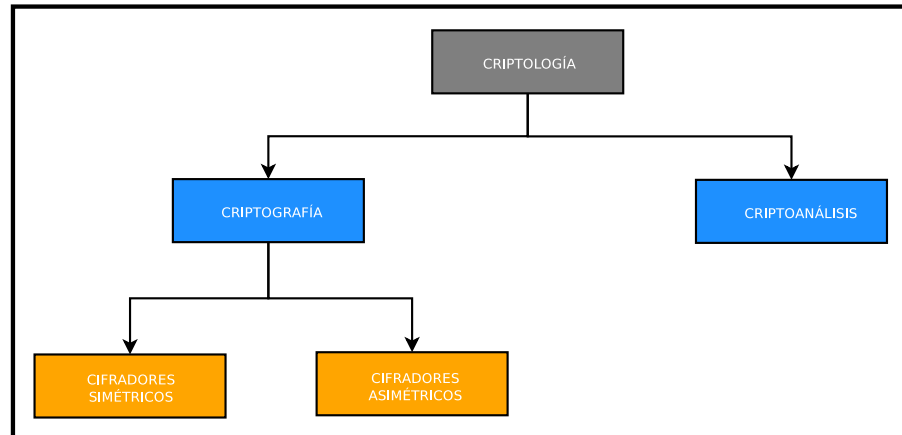 CRIPTOLOGÍA
CRIPTOGRAFÍA
CRIPTOANÁLISIS
CIFRADORES
SIMÉTRICOS
CIFRADORES
ASIMÉTRICOS